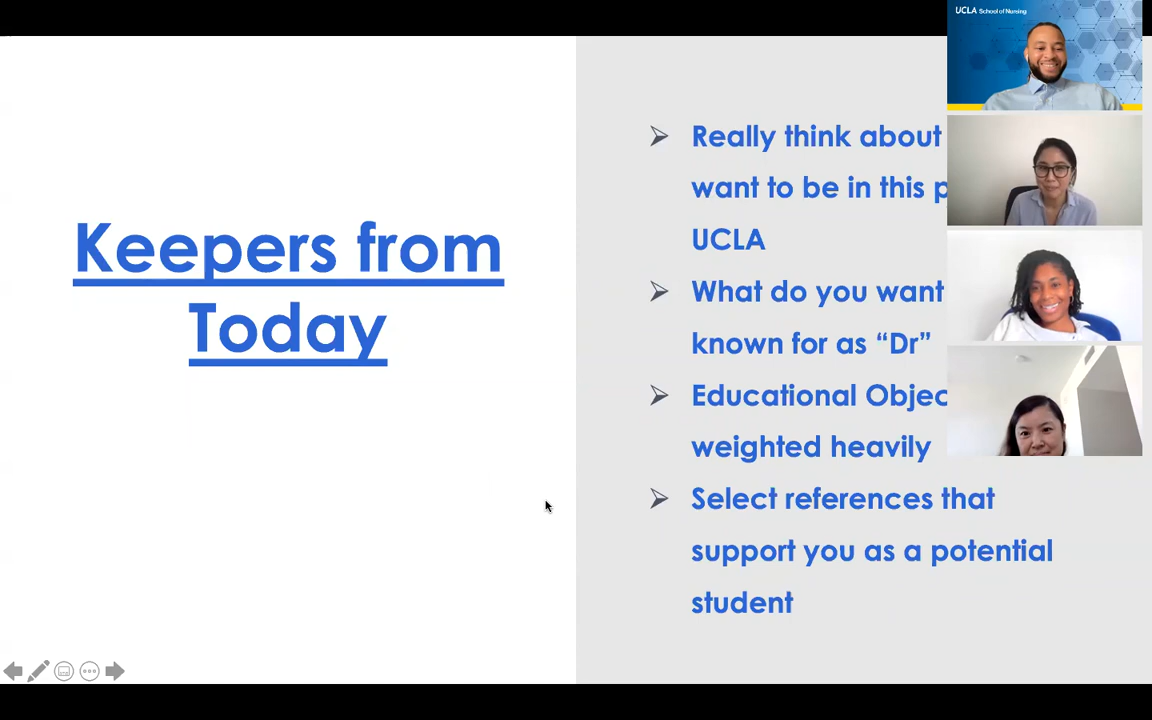 UCLA School of Nursing
Keepers from
Today
Really think about
want to be in this
UCLA
What do you want
known for as “Dr”
Educational
weighted heavily
Select references that
support you as a potential
student